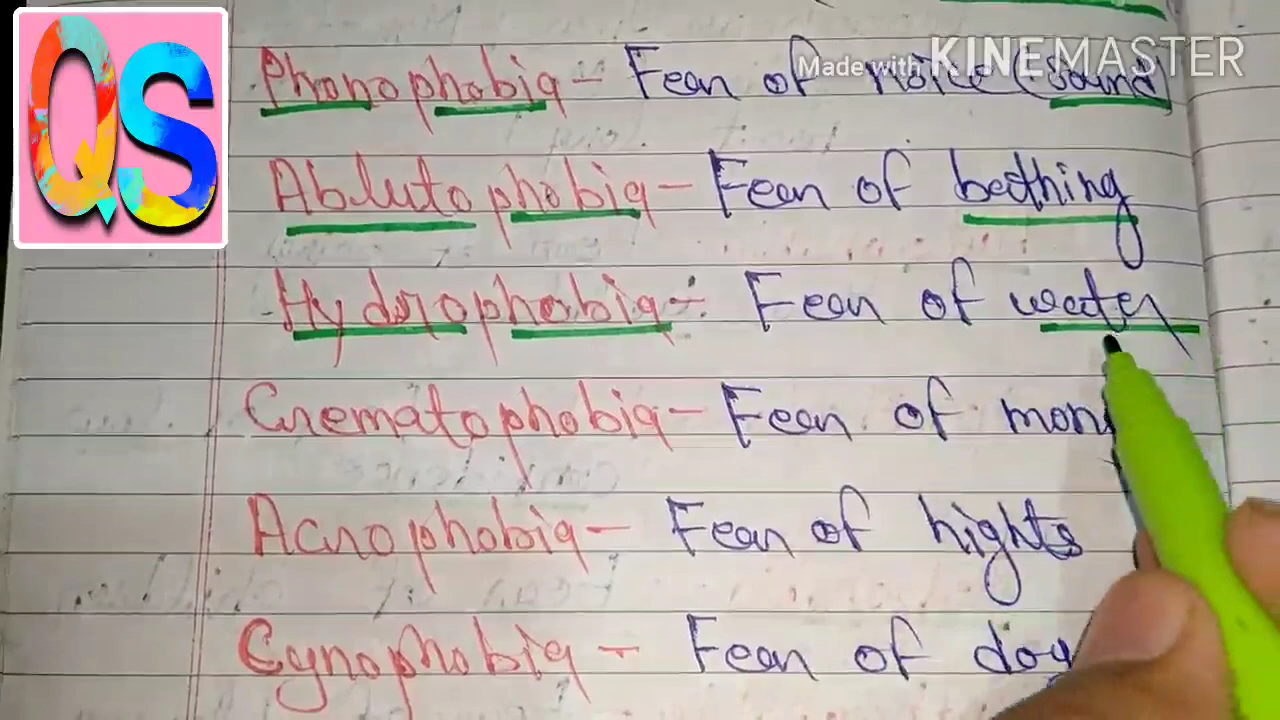 QS
Made with KINEMASTER
Phonophobia - Fear of noice (sound)
Ablutophobia - Fear of bathing
Hydrophobia - Fear of water
Crematophobia - Fear of mon
Acrophobia - Fear of hights
Cynophobia - Fear of dog